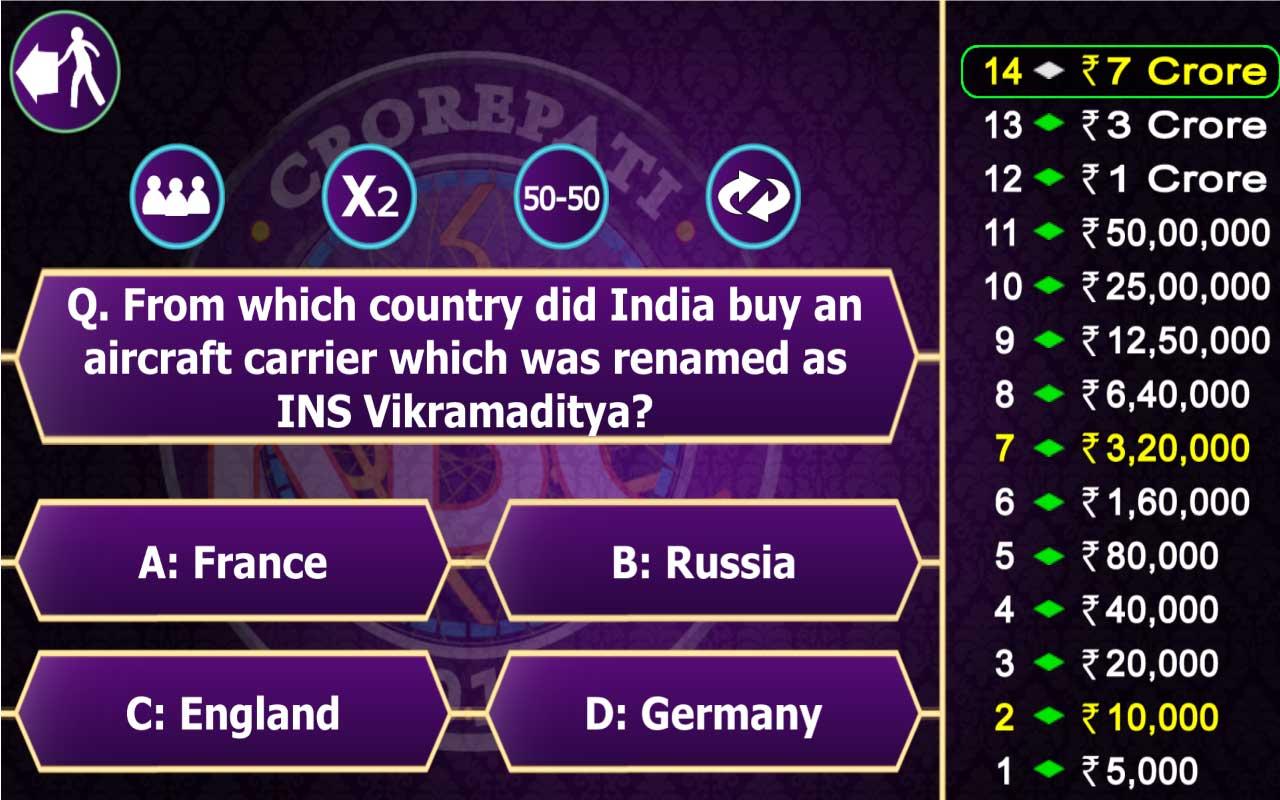 CROREPATI
X2
50-50
Q. From which country did India buy an
aircraft carrier which was renamed as
INS Vikramaditya?
A: France
B: Russia
C: England
D: Germany
14 ₹ 7 Crore
13 ₹ 3 Crore
12 ₹ 1 Crore
11 ₹ 50,00,000
10 ₹ 25,00,000
9 ₹ 12,50,000
8 ₹ 6,40,000
7 ₹ 3,20,000
6 ₹ 1,60,000
5 ₹ 80,000
4 ₹ 40,000
3 ₹ 20,000
2 ₹ 10,000
1 ₹ 5,000